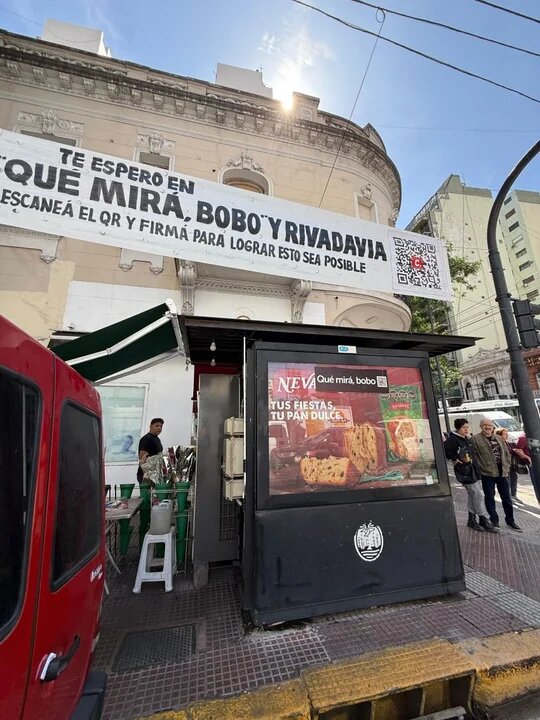 TE ESPERO EN
"QUÉ MIRÁ, BOBO" Y RIVADAVIA
ESCANEÁ EL QR Y FIRMÁ PARA LOGRAR ESTO SEA POSIBLE
Qué mirá, bobo
TUS FIESTAS,
TU PAN DULCE.